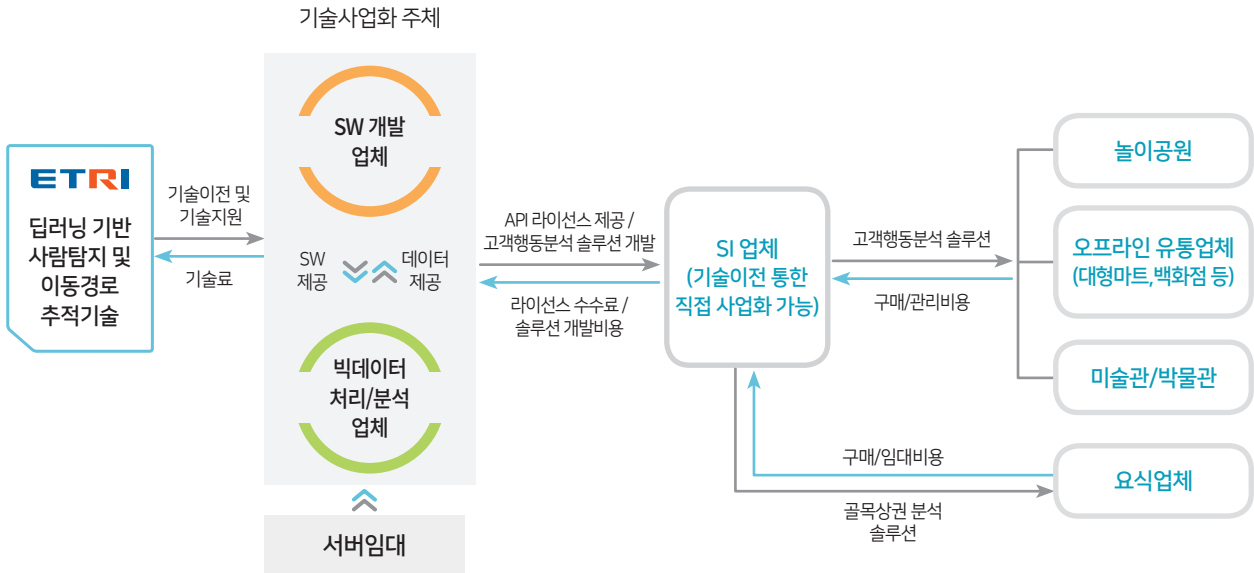 기술사업화 주체
ETRI
딥러닝 기반
사람탐지 및
이동경로
추적기술
기술이전 및
기술지원
기술료
SW 개발
업체
SW
제공
데이터
제공
빅데이터
처리/분석
업체
서버임대
API 라이선스 제공 /
고객행동분석 솔루션 개발
라이선스 수수료 /
솔루션 개발비용
SI 업체
(기술이전 통한
직접 사업화 가능)
고객행동분석 솔루션
구매/관리비용
놀이공원
오프라인 유통업체
(대형마트,백화점 등)
미술관/박물관
구매/임대비용
골목상권 분석
솔루션
요식업체